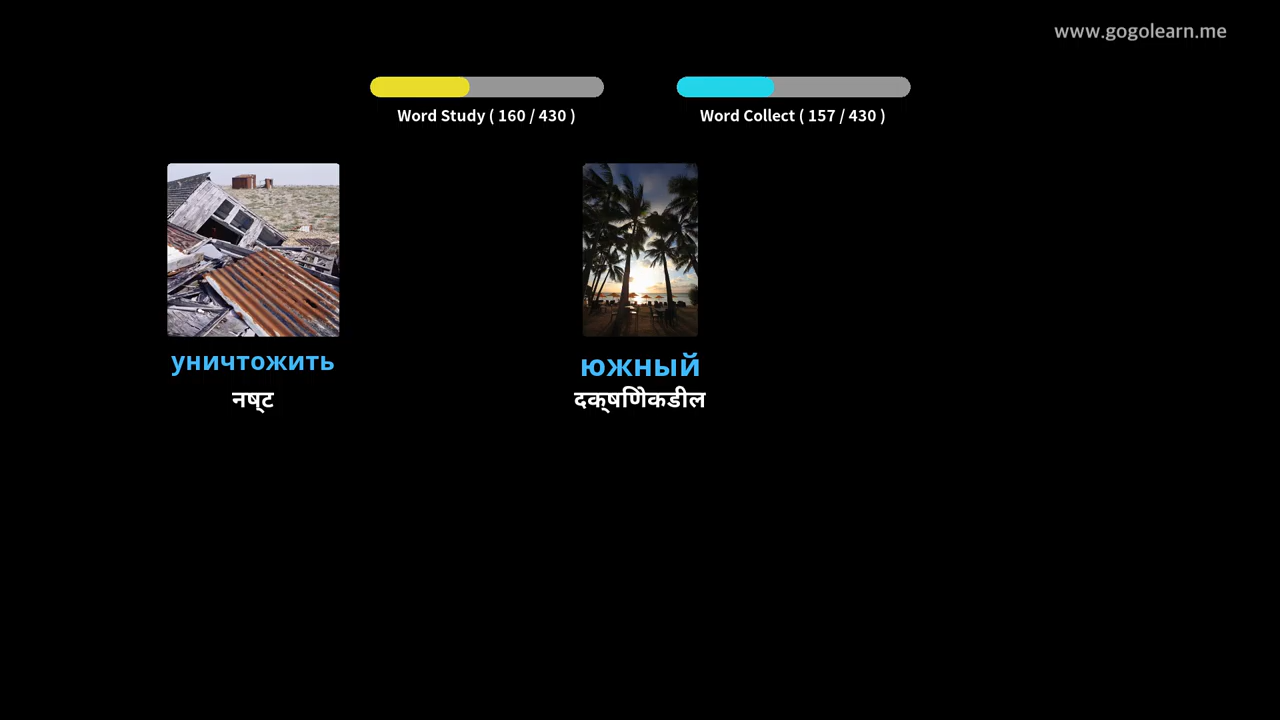 www.gogolearn.me
Word Study ( 160 / 430 )
Word Collect ( 157 / 430 )
уничтожить
южный
नष्ट
दक्षिणेकडील